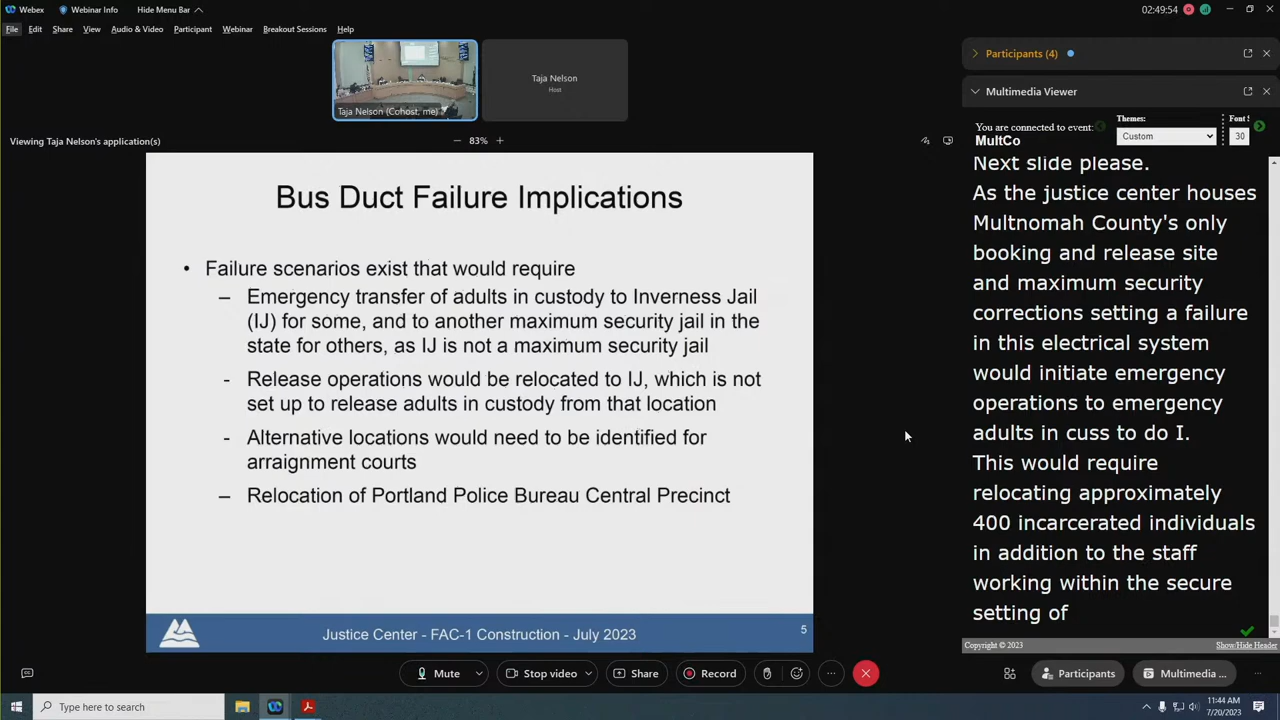 Webex
Webinar Info
Hide Menu Bar
02:49:54
File
Edit
Share
View
Audio & Video
Participant
Webinar
Breakout Sessions
Help
Taja Nelson (Cohost, me)
Taja Nelson
Host
Viewing Taja Nelson's application(s)
83%
Bus Duct Failure Implications
• Failure scenarios exist that would require
– Emergency transfer of adults in custody to Inverness Jail
(IJ) for some, and to another maximum security jail in the
state for others, as IJ is not a maximum security jail
- Release operations would be relocated to IJ, which is not
set up to release adults in custody from that location
- Alternative locations would need to be identified for
arraignment courts
– Relocation of Portland Police Bureau Central Precinct
Justice Center - FAC-1 Construction - July 2023
5
Participants (4)
Multimedia Viewer
You are connected to event:
MultCo
Themes:
Custom
Font S
30
Next slide please.
As the justice center houses
Multnomah County's only
booking and release site
and maximum security
corrections setting a failure
in this electrical system
would initiate emergency
operations to emergency
adults in cuss to do I.
This would require
relocating approximately
400 incarcerated individuals
in addition to the staff
working within the secure
setting of
Copyright © 2023
Show/Hide Header
Mute
Stop video
Share
Record
Participants
Multimedia ...
Type here to search
11:44 AM
7/20/2023